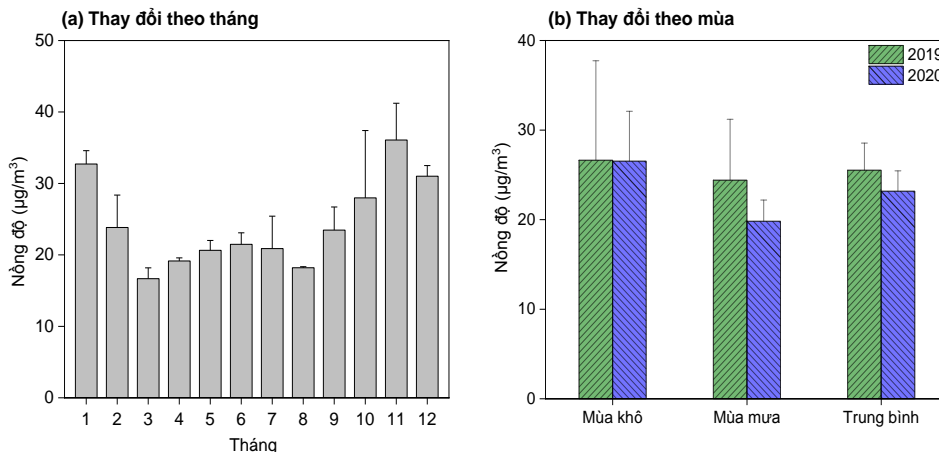 (a) Thay đổi theo tháng
50
40
30
20
10
0
Nồng độ (µg/m³)
1 2 3 4 5 6 7 8 9 10 11 12
Tháng
(b) Thay đổi theo mùa
40
30
20
10
0
Nồng độ (µg/m³)
2019
2020
Mùa khô Mùa mưa Trung bình